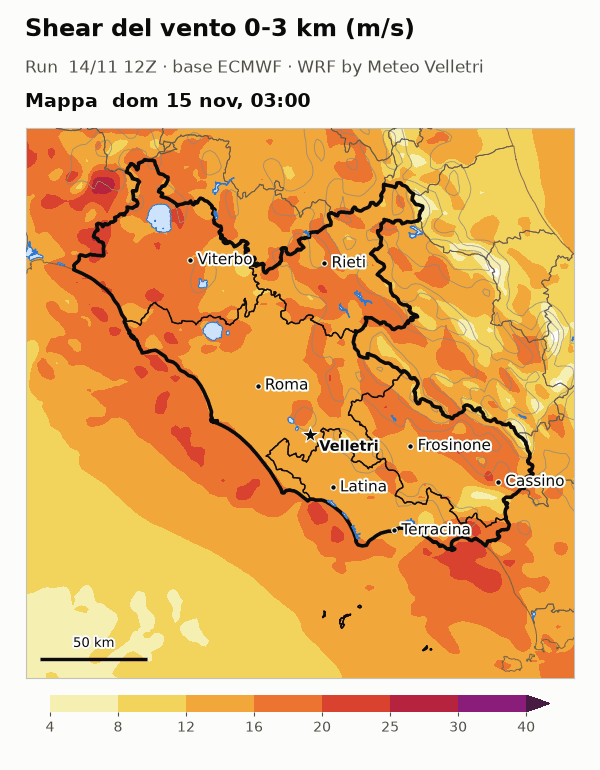 Shear del vento 0-3 km (m/s)
Run  14/11 12Z · base ECMWF · WRF by Meteo Velletri
Mappa  dom 15 nov, 03:00
Viterbo
Rieti
Roma
Velletri
Frosinone
Cassino
Latina
Terracina
50 km
4 8 12 16 20 25 30 40